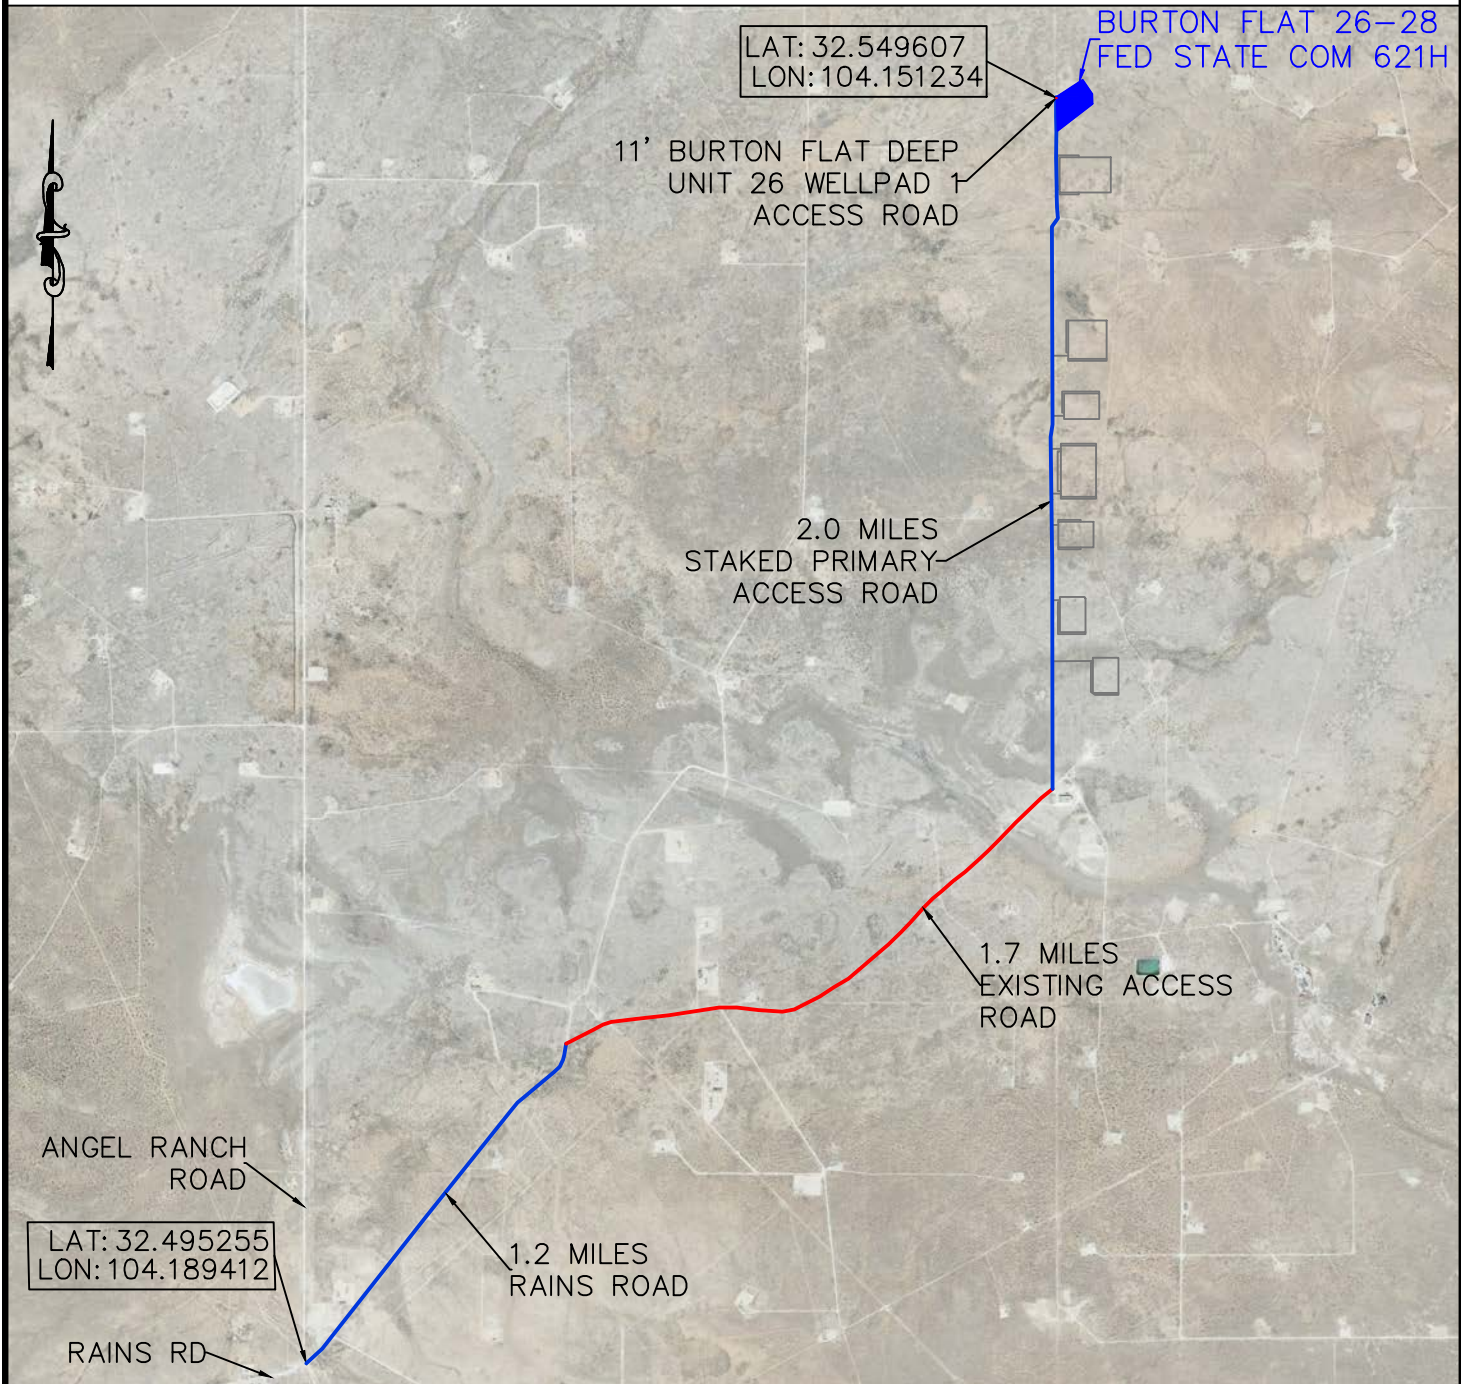 BURTON FLAT 26-28
FED STATE COM 621H
LAT: 32.549607
LON: 104.151234
11' BURTON FLAT DEEP
UNIT 26 WELLPAD 1
ACCESS ROAD
2.0 MILES
STAKED PRIMARY
ACCESS ROAD
1.7 MILES
EXISTING ACCESS
ROAD
ANGEL RANCH
ROAD
LAT: 32.495255
LON: 104.189412
1.2 MILES
RAINS ROAD
RAINS RD